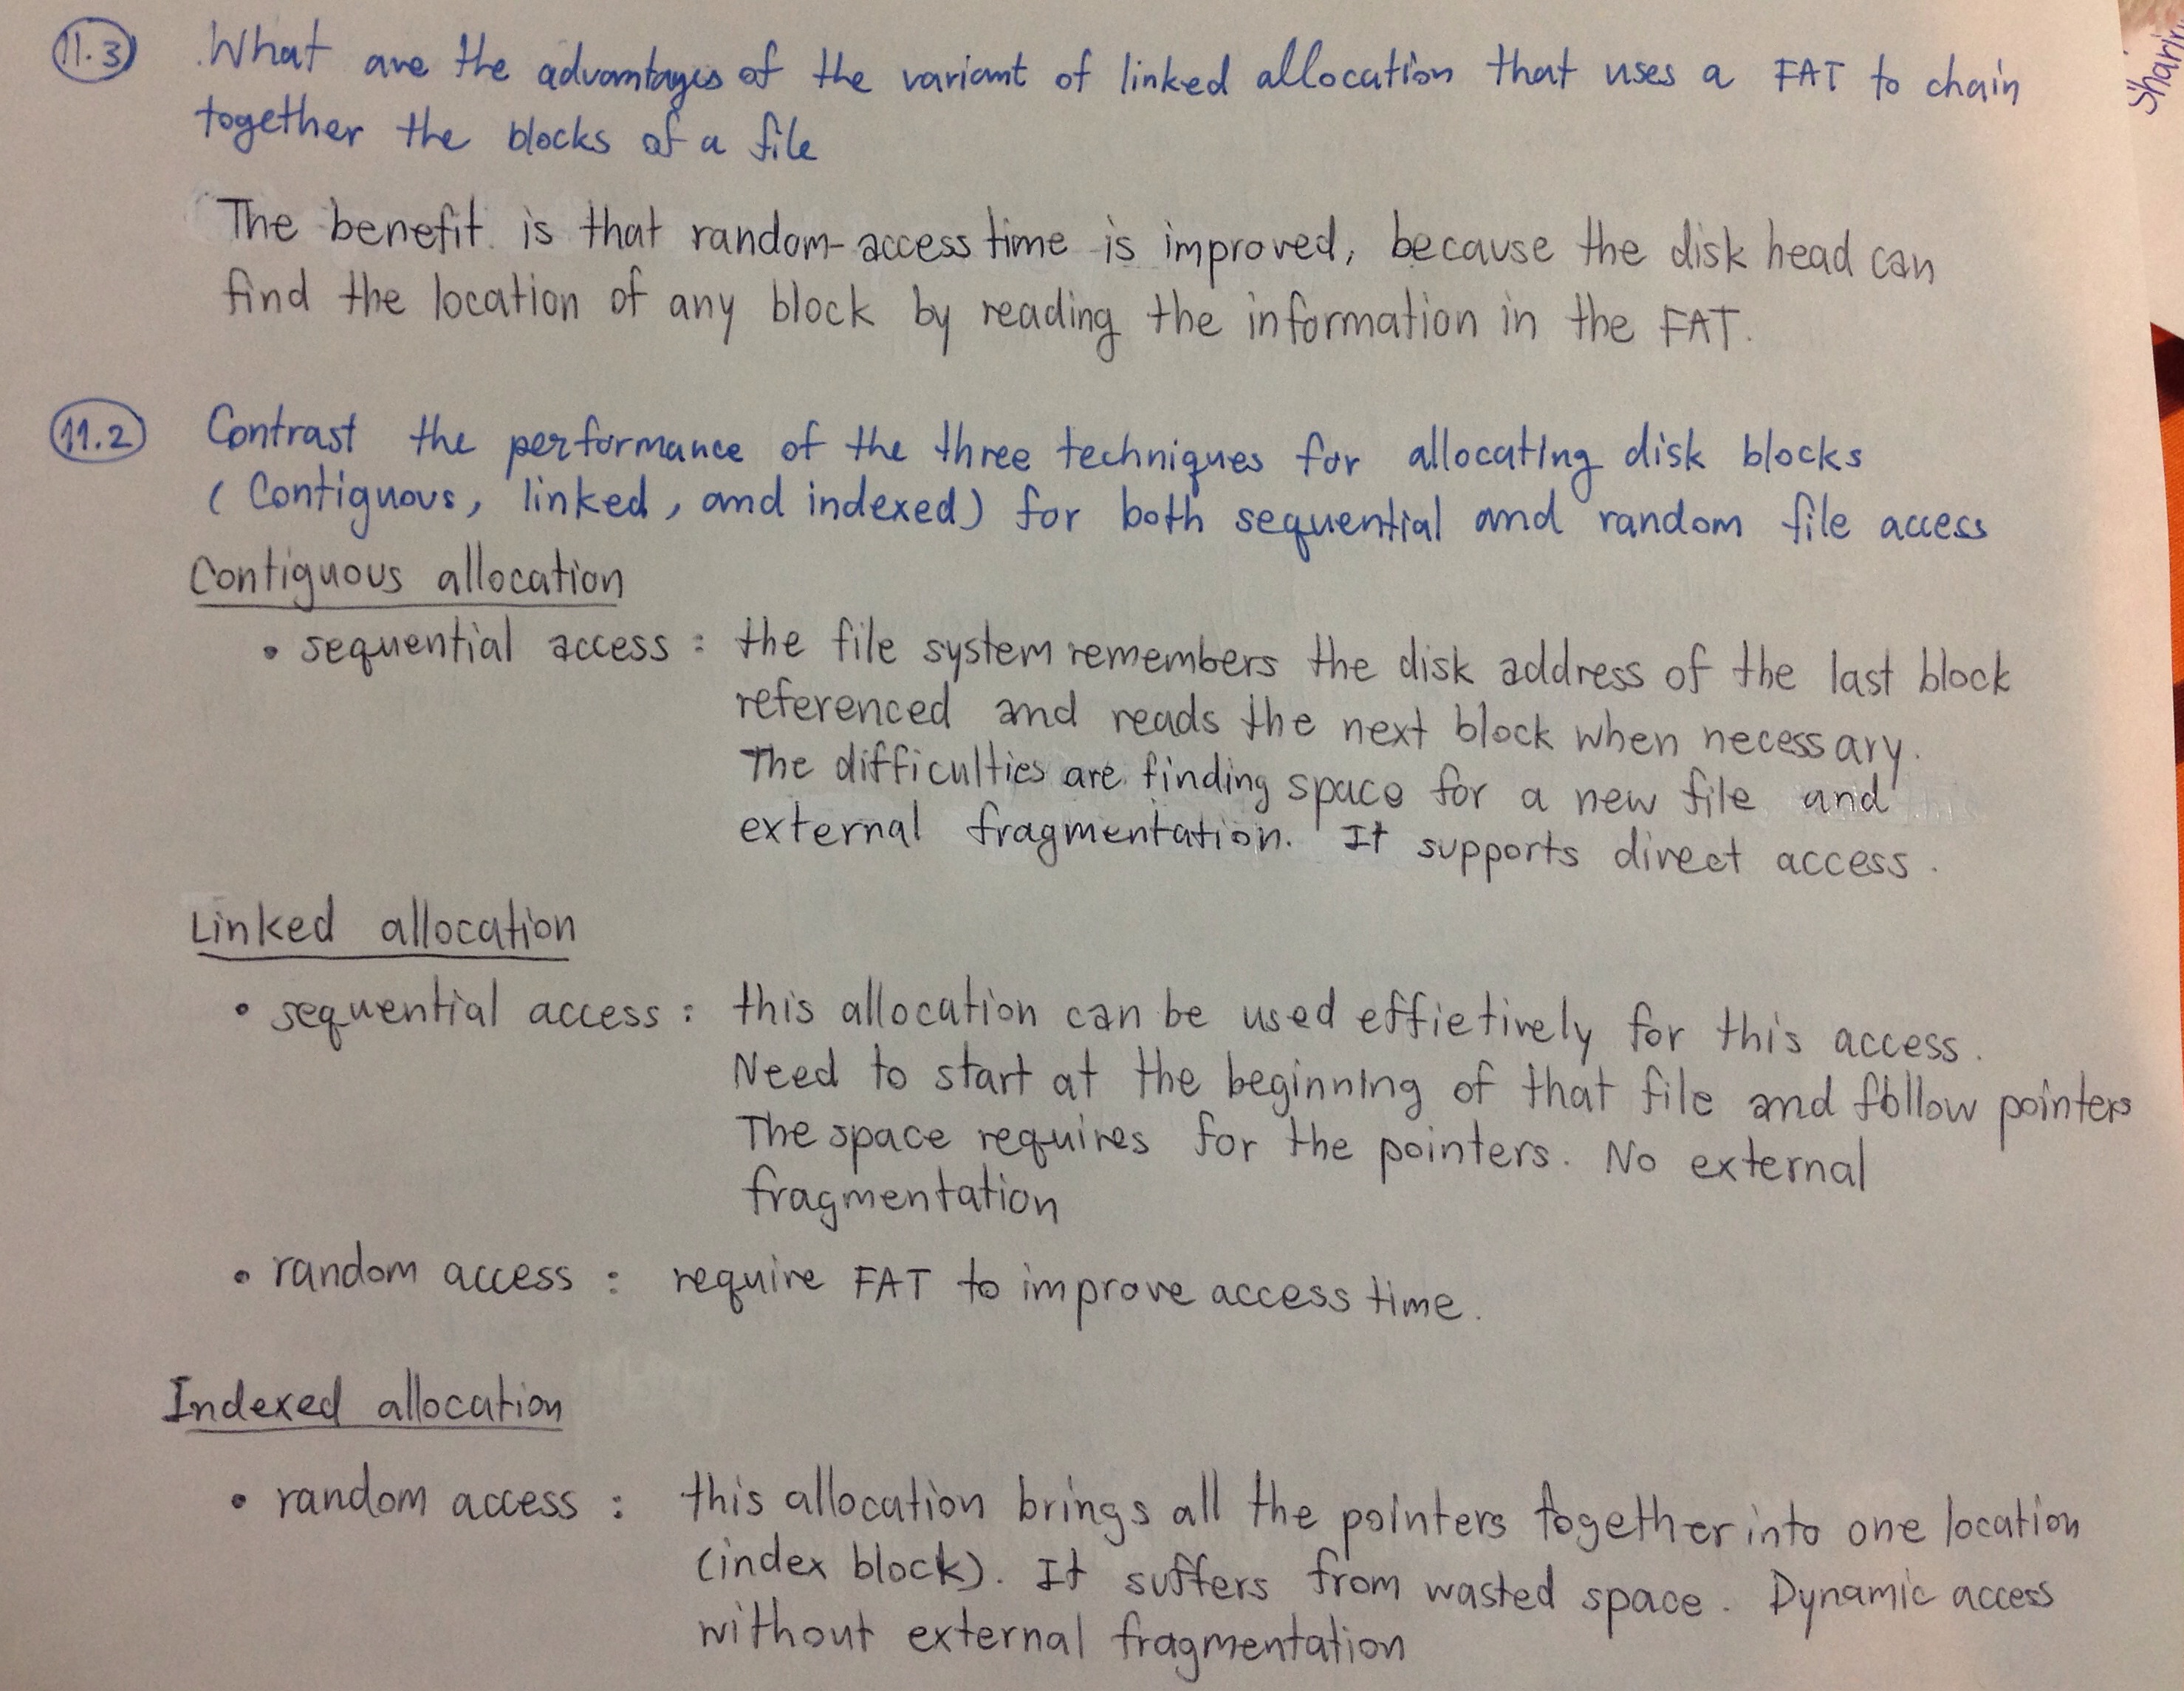 11.3 What are the advantages of the variant of linked allocation that uses a FAT to chain
together the blocks of a file
The benefit is that random-access time is improved, because the disk head can
find the location of any block by reading the information in the FAT.
11.2 Contrast the performance of the three techniques for allocating disk blocks
(Contiguous, linked, and indexed) for both sequential and random file access
Contiguous allocation
• sequential access : the file system remembers the disk address of the last block
referenced and reads the next block when necessary.
The difficulties are finding space for a new file and
external fragmentation. It supports direct access.
Linked allocation
• sequential access : this allocation can be used effietively for this access.
Need to start at the beginning of that file and follow pointers
The space requires for the pointers. No external
fragmentation
• random access : require FAT to improve access time.
Indexed allocation
• random access : this allocation brings all the pointers together into one location
(index block). It suffers from wasted space. Dynamic access
without external fragmentation